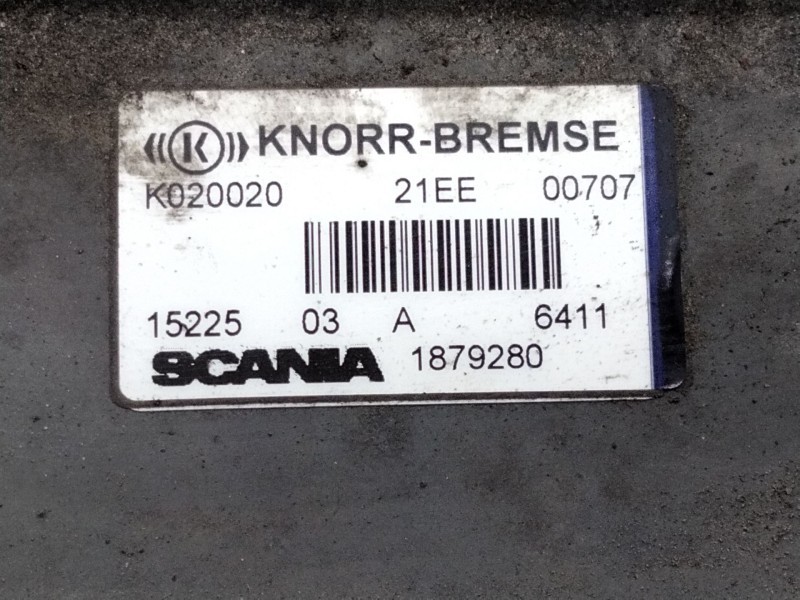 K KNORR-BREMSE
K020020 21EE 00707
15225 03 A 6411
SCANIA 1879280